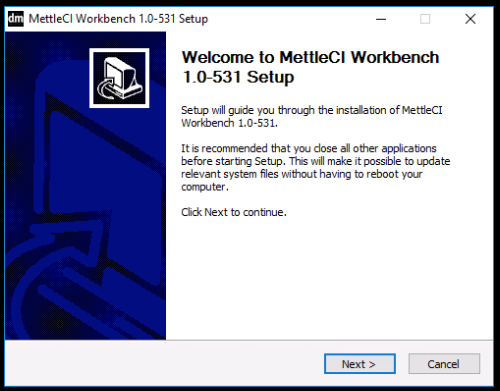 dm MettleCI Workbench 1.0-531 Setup
Welcome to MettleCI Workbench
1.0-531 Setup
Setup will guide you through the installation of MettleCI
Workbench 1.0-531.
It is recommended that you close all other applications
before starting Setup. This will make it possible to update
relevant system files without having to reboot your
computer.
Click Next to continue.
Next >
Cancel